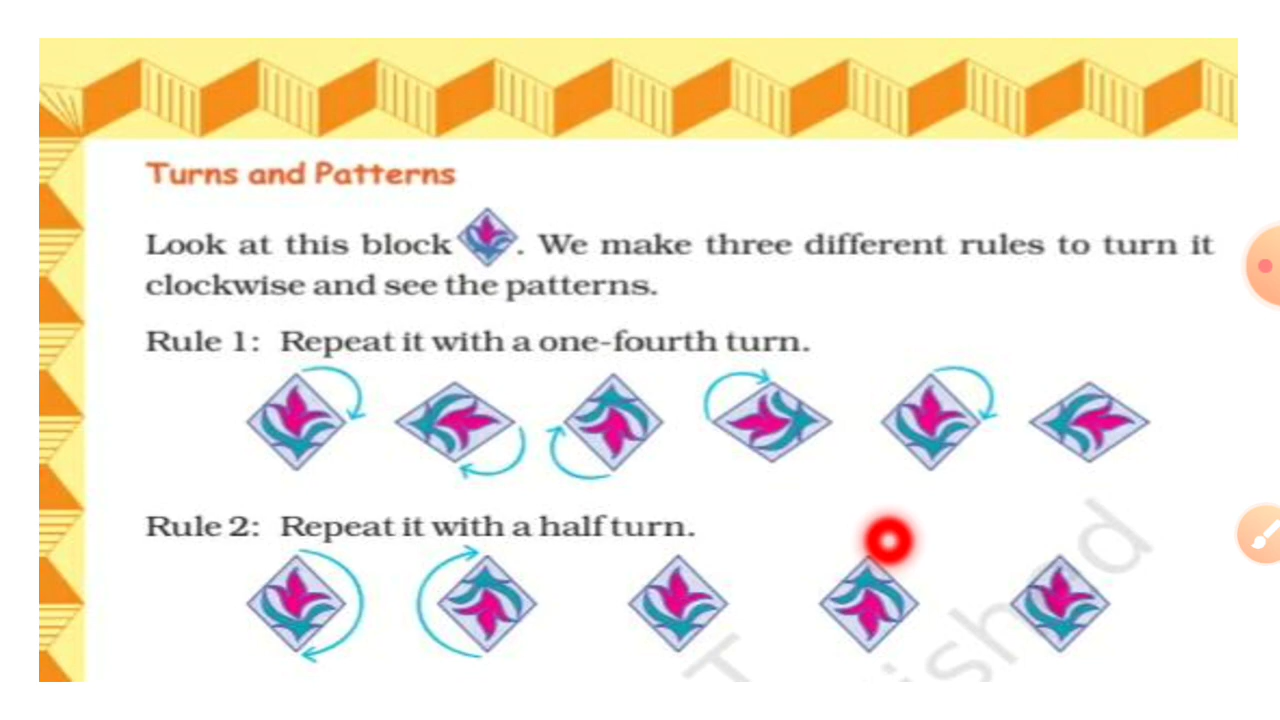 Turns and Patterns
Look at this block . We make three different rules to turn it
clockwise and see the patterns.
Rule 1: Repeat it with a one-fourth turn.
Rule 2: Repeat it with a half turn.